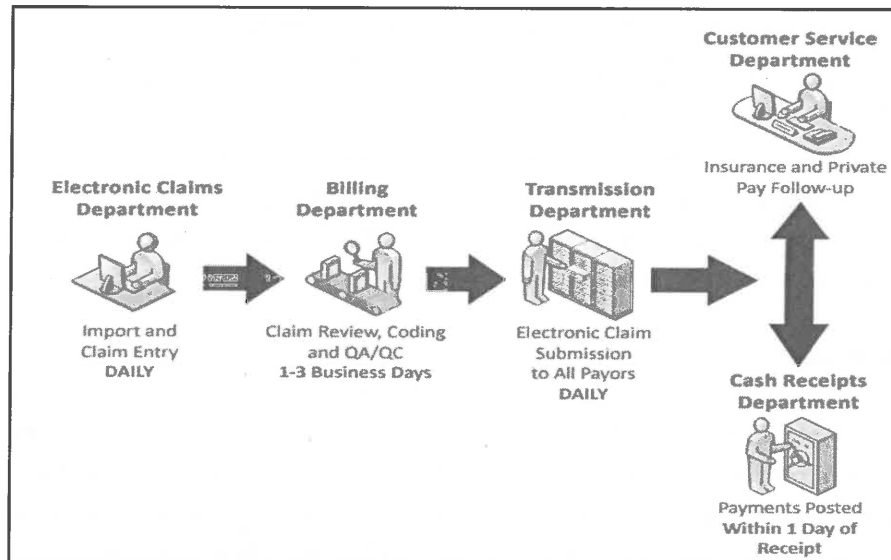 Electronic Claims
Department
Import and
Claim Entry
DAILY
Billing
Department
Claim Review, Coding
and QA/QC
1-3 Business Days
Transmission
Department
Electronic Claim
Submission
to All Payors
DAILY
Customer Service
Department
Insurance and Private
Pay Follow-up
Cash Receipts
Department
Payments Posted
Within 1 Day of
Receipt